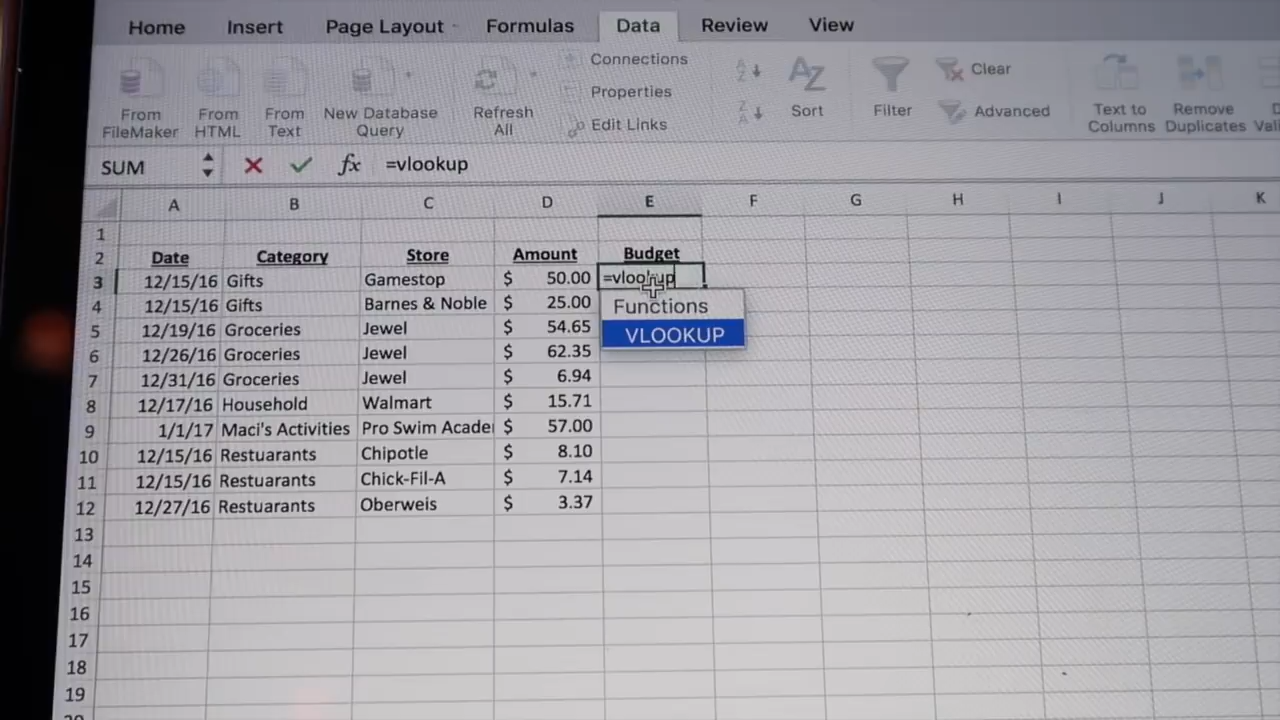 Home Insert Page Layout Formulas Data Review View
Connections
Properties
Edit Links
From FileMaker
From HTML
From Text
New Database Query
Refresh All
Sort
Filter
Clear
Advanced
Text to Columns
Remove Duplicates
SUM fx =vlookup
A B C D E F G H I J K
1
2 Date Category Store Amount Budget
3 12/15/16 Gifts Gamestop $ 50.00 =vlookup
Functions
VLOOKUP
4 12/15/16 Gifts Barnes & Noble $ 25.00
5 12/19/16 Groceries Jewel $ 54.65
6 12/26/16 Groceries Jewel $ 62.35
7 12/31/16 Groceries Jewel $ 6.94
8 12/17/16 Household Walmart $ 15.71
9 1/1/17 Maci's Activities Pro Swim Acade $ 57.00
10 12/15/16 Restuarants Chipotle $ 8.10
11 12/15/16 Restuarants Chick-Fil-A $ 7.14
12 12/27/16 Restuarants Oberweis $ 3.37
13
14
15
16
17
18
19